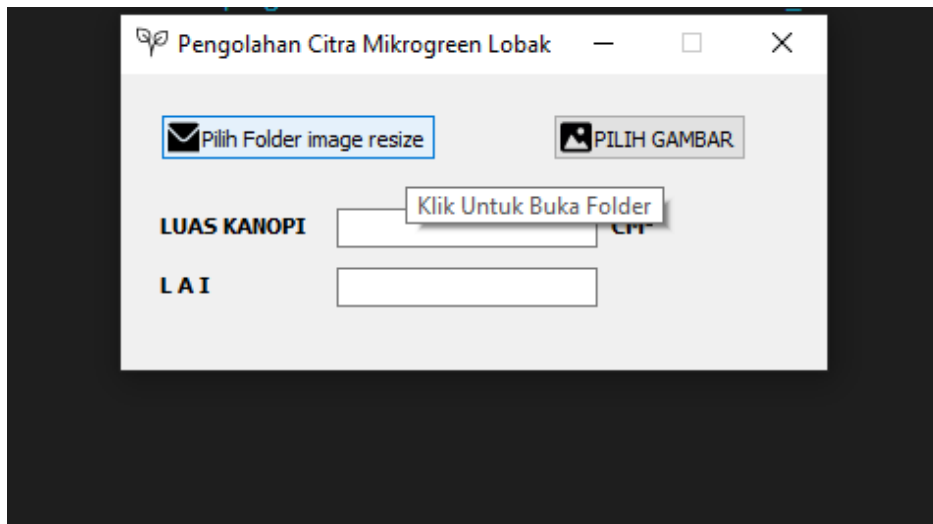 Pengolahan Citra Mikrogreen Lobak
Pilih Folder image resize
PILIH GAMBAR
Klik Untuk Buka Folder
LUAS KANOPI
L A I